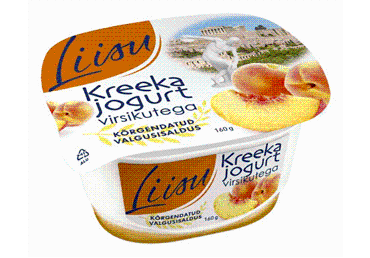 Liisu
Kreeka
jogurt
virsikutega
KÕRGENDATUD
VALGUSISALDUS
160 g
Liisu
Kreeka
jogurt
virsikutega
KÕRGENDATUD
VALGUSISALDUS
160 g